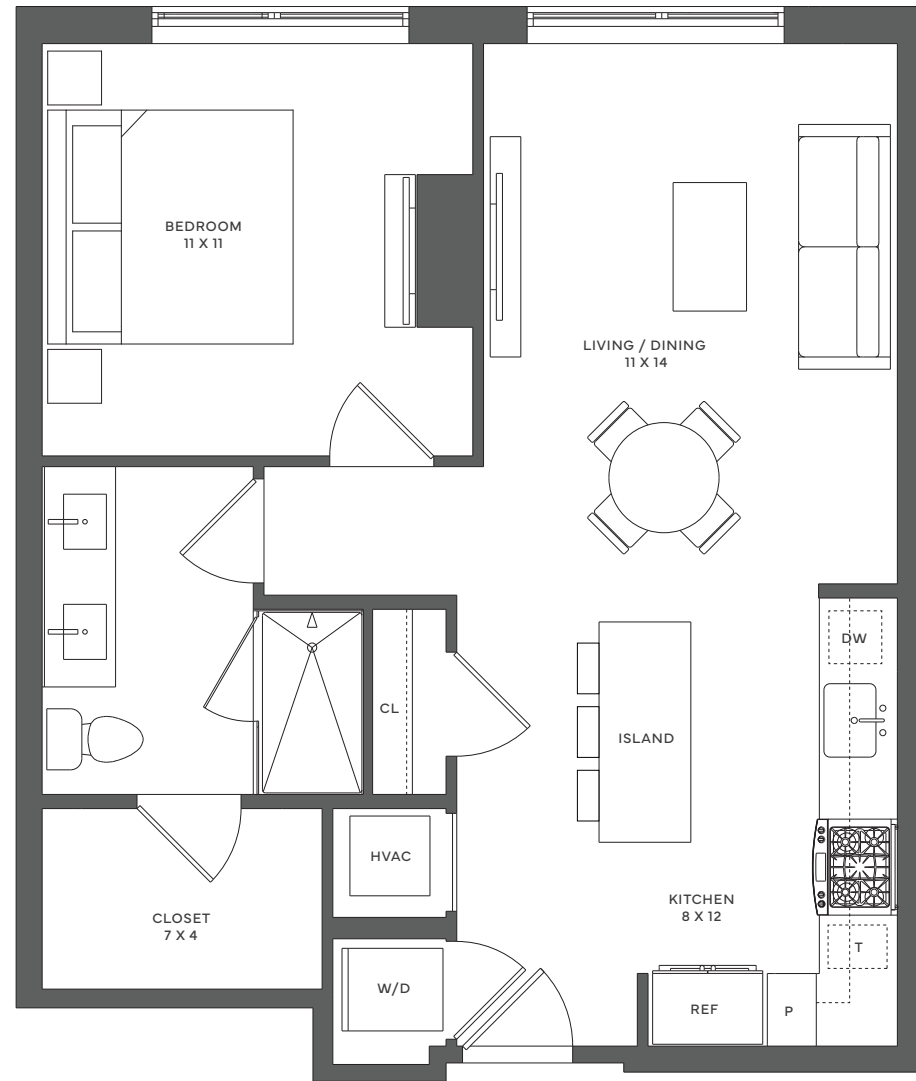 BEDROOM
11 X 11
LIVING / DINING
11 X 14
DW
CL
ISLAND
HVAC
KITCHEN
8 X 12
CLOSET
7 X 4
T
W/D
REF
P